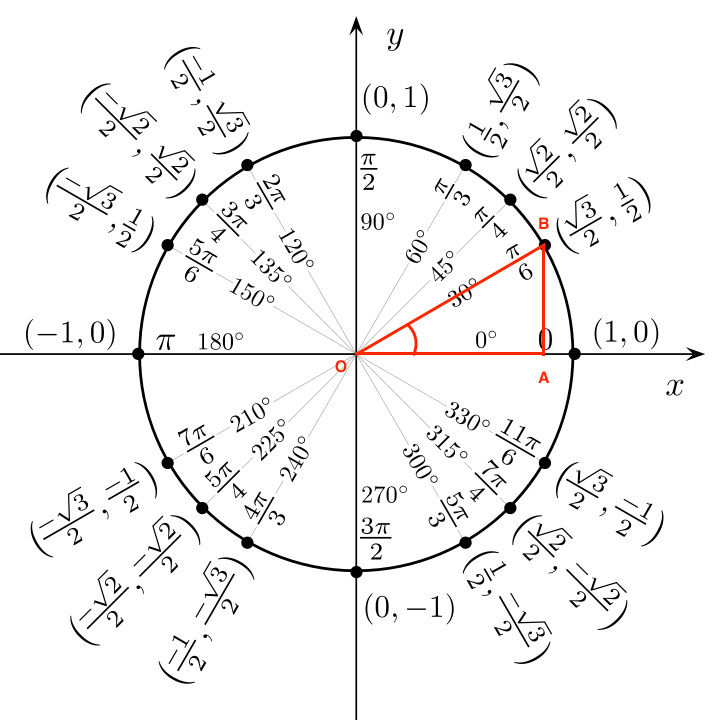 y
(0, 1)
(−1/2, √3/2)
(−√2/2, √2/2)
(−√3/2, 1/2)
(1/2, √3/2)
(√2/2, √2/2)
(√3/2, 1/2)
B
π/2
90°
2π/3
120°
3π/4
135°
5π/6
150°
π/3
60°
π/4
45°
π/6
30°
(−1, 0)
π
180°
0°
0
(1, 0)
x
O
A
7π/6
210°
5π/4
225°
4π/3
240°
270°
3π/2
300°
5π/3
315°
7π/4
330°
11π/6
(−√3/2, −1/2)
(−√2/2, −√2/2)
(−1/2, −√3/2)
(0, −1)
(1/2, −√3/2)
(√2/2, −√2/2)
(√3/2, −1/2)